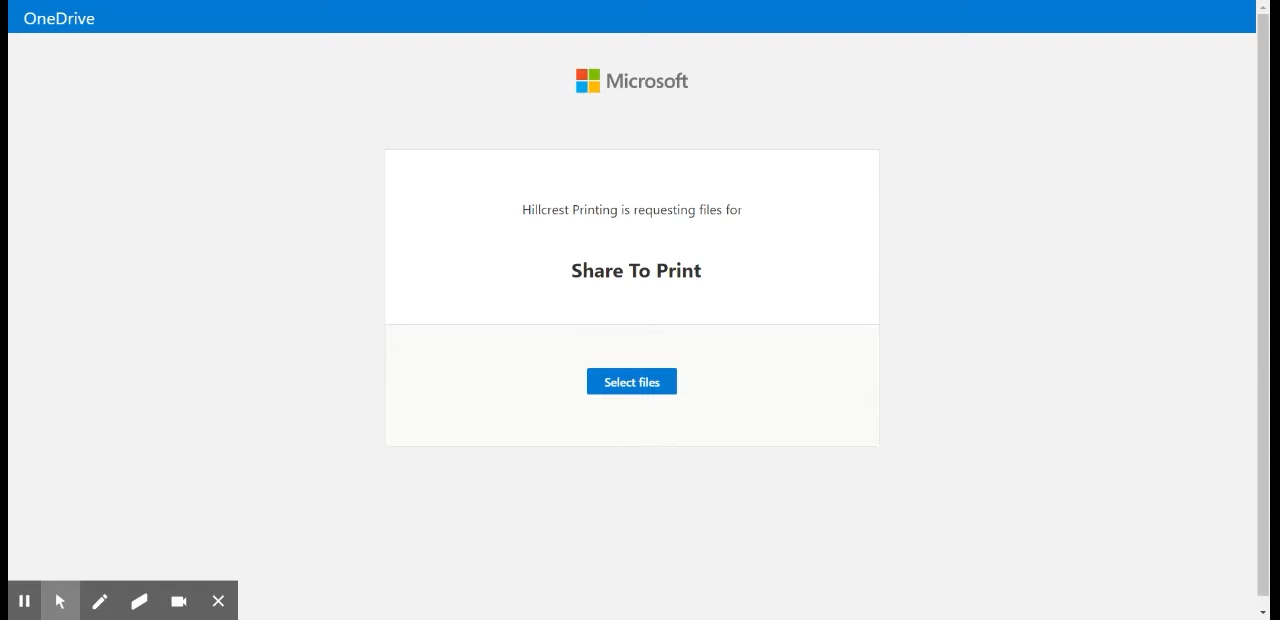 OneDrive
Microsoft
Hillcrest Printing is requesting files for
Share To Print
Select files